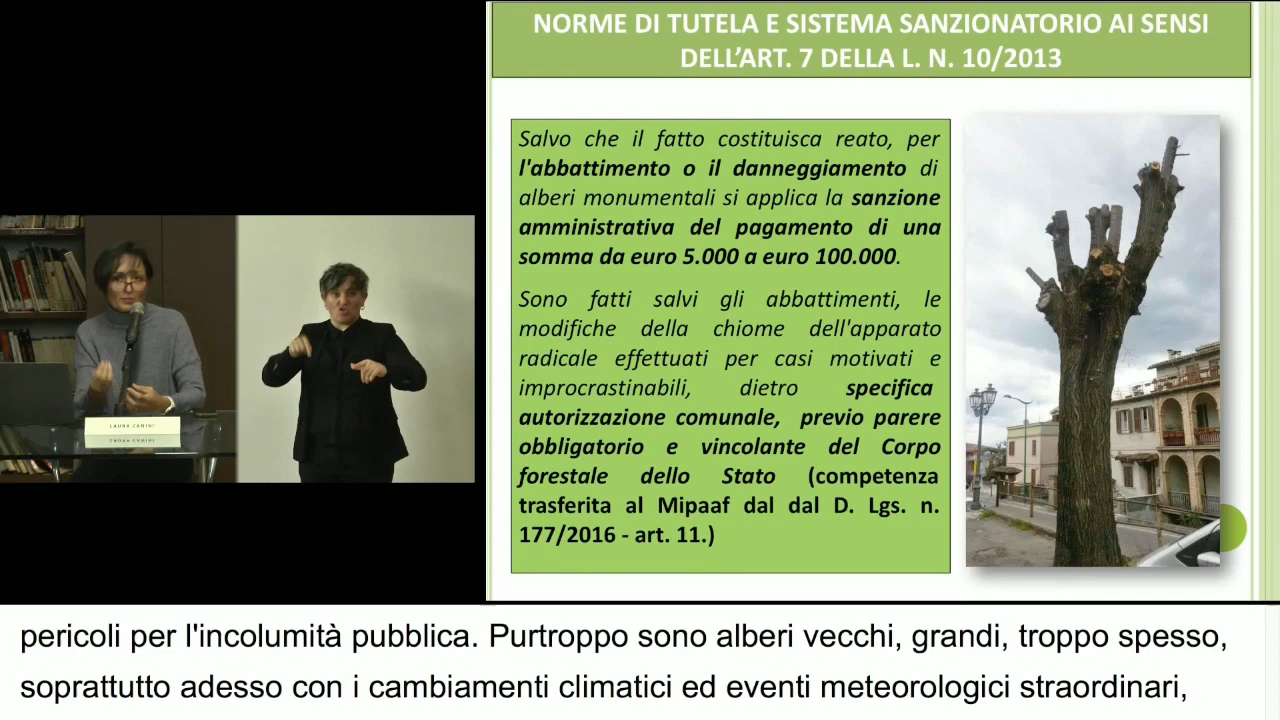 NORME DI TUTELA E SISTEMA SANZIONATORIO AI SENSI
DELL'ART. 7 DELLA L. N. 10/2013
Salvo che il fatto costituisca reato, per
l'abbattimento o il danneggiamento di
alberi monumentali si applica la sanzione
amministrativa del pagamento di una
somma da euro 5.000 a euro 100.000.
Sono fatti salvi gli abbattimenti, le
modifiche della chiome dell'apparato
radicale effettuati per casi motivati e
improcrastinabili, dietro specifica
autorizzazione comunale, previo parere
obbligatorio e vincolante del Corpo
forestale dello Stato (competenza
trasferita al Mipaaf dal dal D. Lgs. n.
177/2016 - art. 11.)
LAURA CANINI
pericoli per l'incolumità pubblica. Purtroppo sono alberi vecchi, grandi, troppo spesso,
soprattutto adesso con i cambiamenti climatici ed eventi meteorologici straordinari,